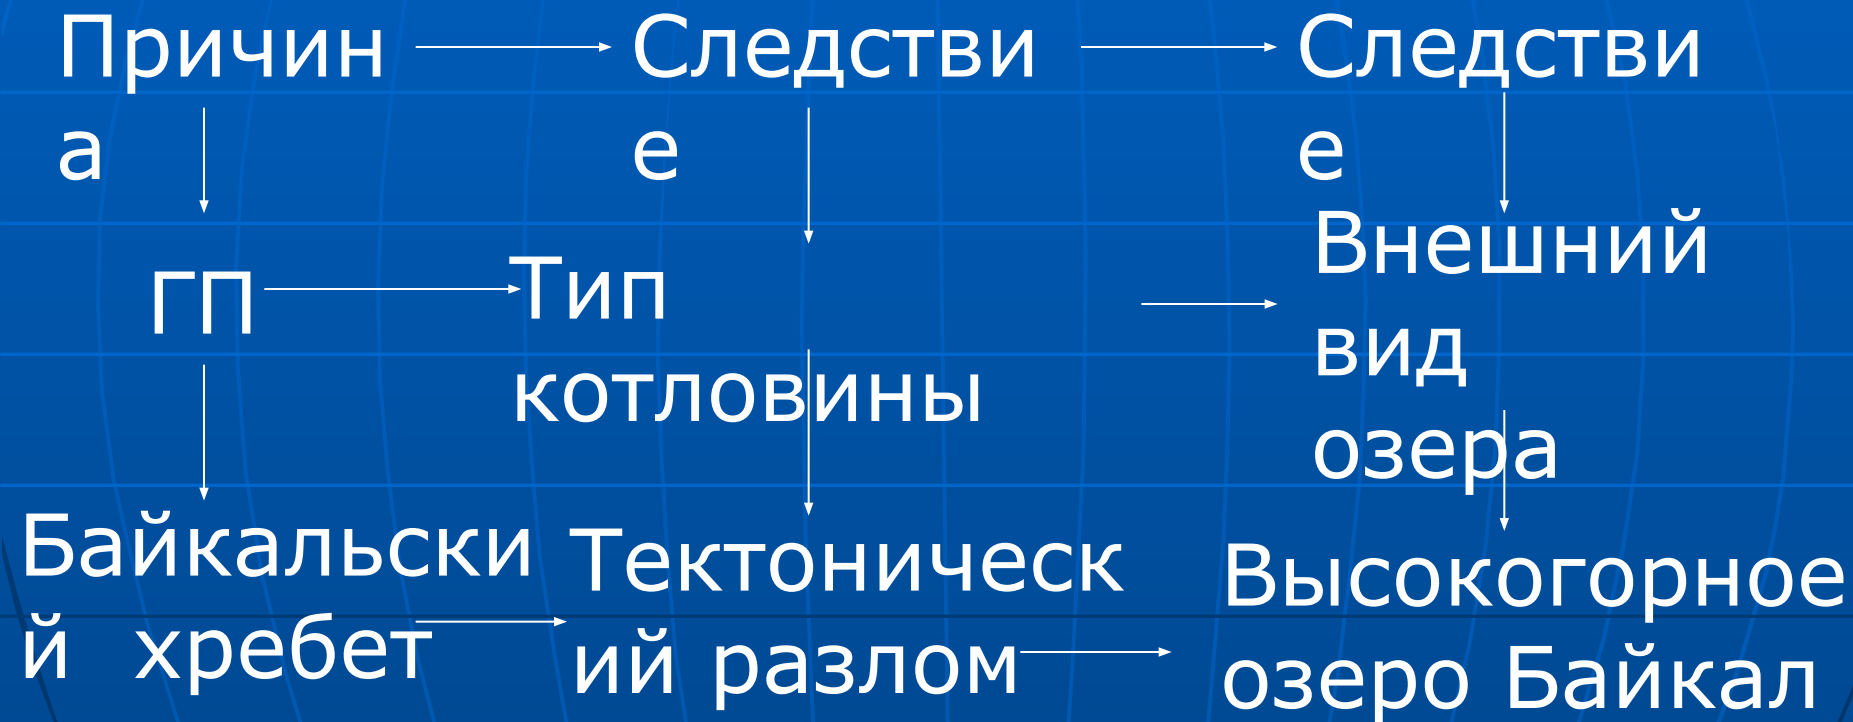 Причин
а
Следстви
е
Следстви
е
ГП
Тип
котловины
Внешний
вид
озера
Байкальски
й хребет
Тектоническ
ий разлом
Высокогорное
озеро Байкал